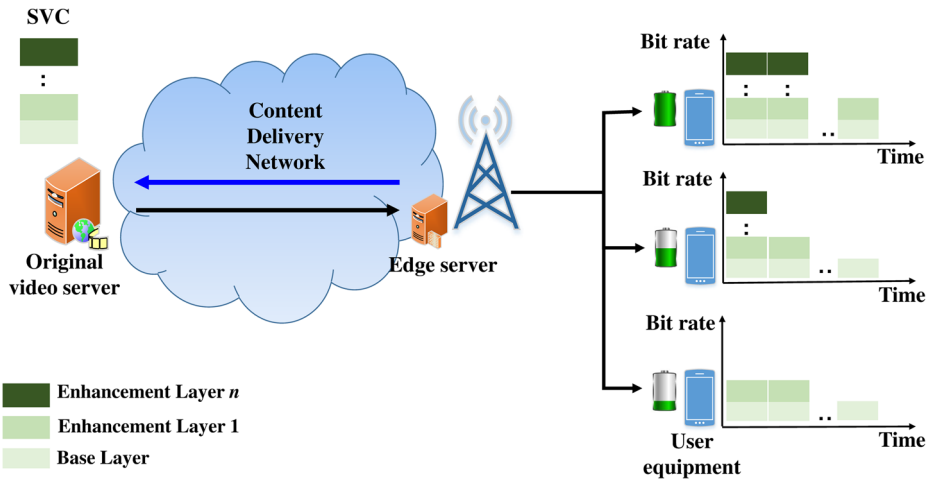 SVC
:
Content
Delivery
Network
Original
video server
Edge server
Bit rate
: :
..
Time
Bit rate
:
..
Time
Bit rate
..
Time
User
equipment
Enhancement Layer n
Enhancement Layer 1
Base Layer